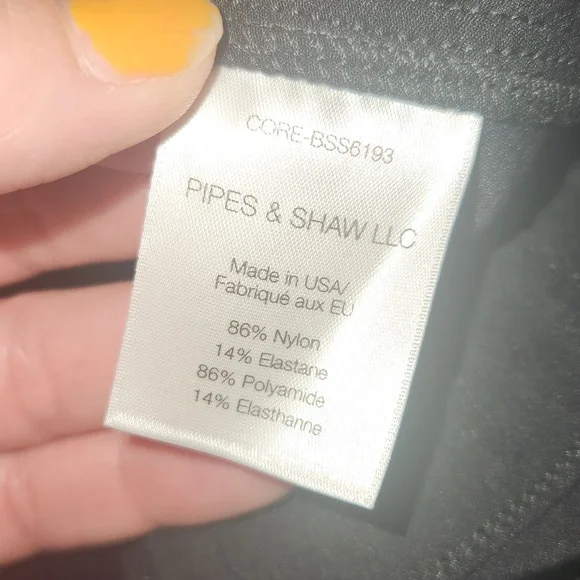 CORE-BSS6193
PIPES & SHAW LLC
Made in USA/
Fabriqué aux EU
86% Nylon
14% Elastane
86% Polyamide
14% Elasthanne